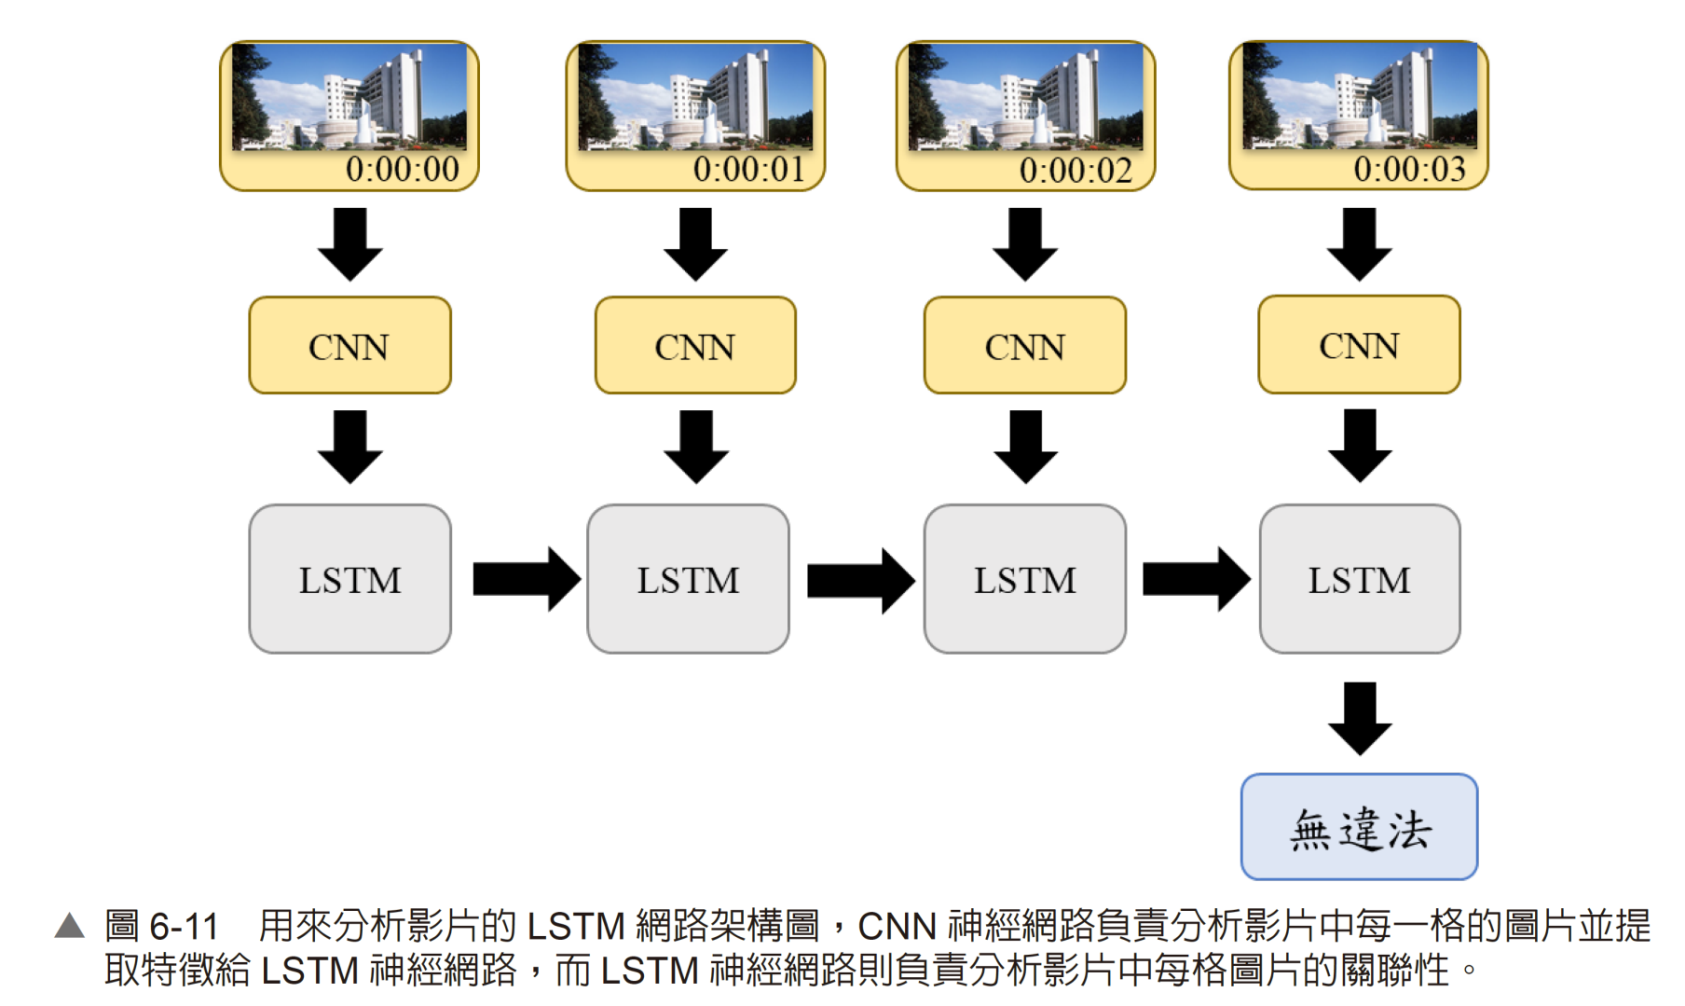 0:00:00
0:00:01
0:00:02
0:00:03
CNN
CNN
CNN
CNN
LSTM
LSTM
LSTM
LSTM
無違法
▲ 圖 6-11 用來分析影片的 LSTM 網路架構圖,CNN 神經網路負責分析影片中每一格的圖片並提
取特徵給 LSTM 神經網路,而 LSTM 神經網路則負責分析影片中每格圖片的關聯性。